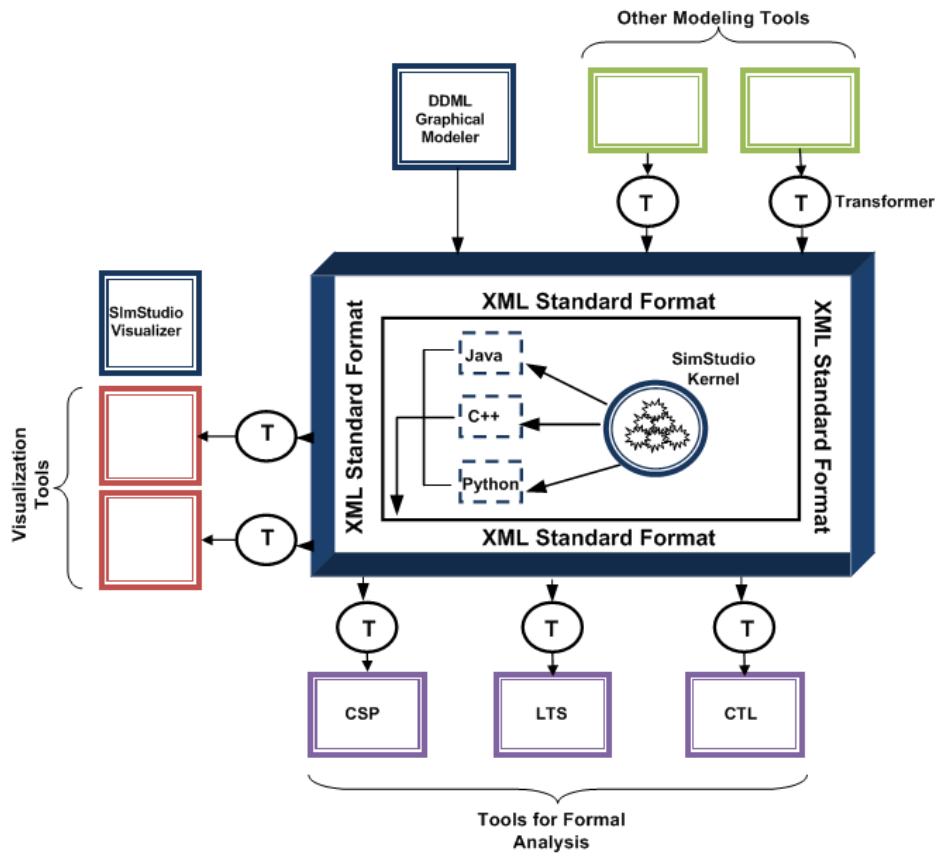 Other Modeling Tools
DDML
Graphical
Modeler
T
T
Transformer
SImStudio
Visualizer
XML Standard Format
XML Standard Format
XML Standard Format
Java
C++
Python
SimStudio
Kernel
XML Standard Format
T
T
Visualization
Tools
T
T
T
CSP
LTS
CTL
Tools for Formal
Analysis